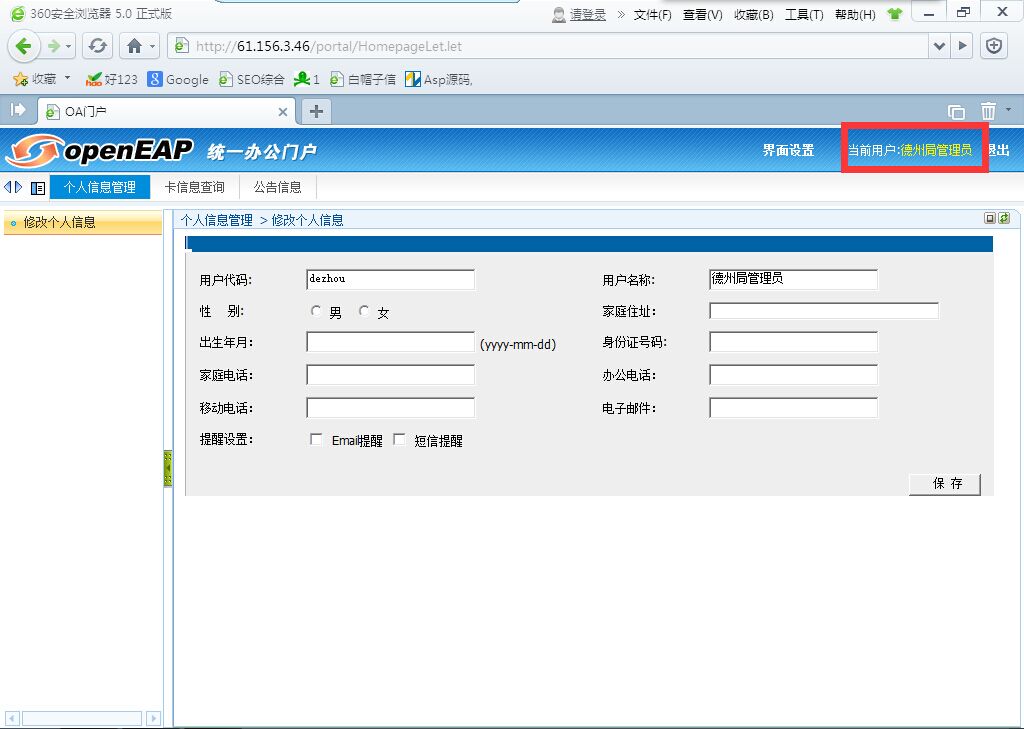 360安全浏览器 5.0 正式版
请登录 » 文件(F) 查看(V) 收藏(B) 工具(T) 帮助(H)
http://61.156.3.46/portal/HomepageLet.let
收藏 好123 Google SEO综合 1 白帽子信 Asp源码,
OA门户
openEAP 统一办公门户 界面设置 当前用户:德州局管理员 退出
个人信息管理 卡信息查询 公告信息
修改个人信息
个人信息管理 > 修改个人信息
用户代码: dezhou 用户名称: 德州局管理员
性 别: 男 女 家庭住址:
出生年月: (yyyy-mm-dd) 身份证号码:
家庭电话: 办公电话:
移动电话: 电子邮件:
提醒设置: Email提醒 短信提醒
保 存